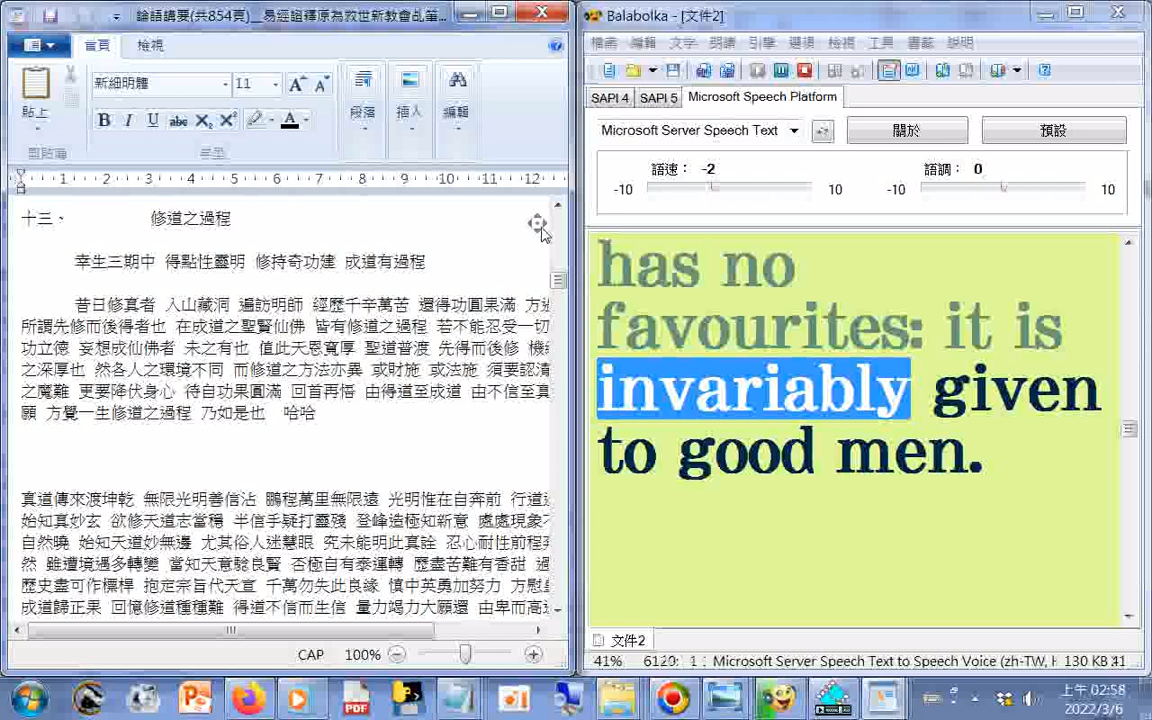 論語講要(共854頁)__易經證釋原為救世新教會乩筆...
首頁
檢視
貼上
新細明體
11
段落
插入
編輯
1 2 3 4 5 6 7 8 9 10 11 12
十三、 修道之過程
幸生三期中 得點性靈明 修持奇功建 成道有過程
昔日修真者 入山藏洞 遍訪明師 經歷千辛萬苦 還得功圓果滿 方
所謂先修而後得者也 在成道之聖賢仙佛 皆有修道之過程 若不能忍受一切
功立德 妄想成仙佛者 未之有也 值此天恩寬厚 聖道普渡 先得而後修 機
之深厚也 然各人之環境不同 而修道之方法亦異 或財施 或法施 須要認清
之魔難 更要降伏身心 待自功果圓滿 回首再悟 由得道至成道 由不信至真
願 方覺一生修道之過程 乃如是也 哈哈
真道傳來渡坤乾 無限光明善信沾 鵬程萬里無限遠 光明惟在自奔前 行道
始知真妙玄 欲修天道志當穩 半信半疑打靈殘 登峰造極知新意 處處現象
自然曉 始知天道妙無邊 尤其俗人迷慧眼 究未能明此真詮 忍心耐性前程
然 雖遭境遇多轉變 當知天意驗良賢 否極自有泰運轉 歷盡苦難有香甜
歷史盡可作標桿 抱定宗旨代天宣 千萬勿失此良緣 慎中英勇加努力 方慰
成道歸正果 回憶修道種種難 得道不信而生信 量力竭力大願還 由卑而高
CAP 100%
Balabolka - [文件2]
檔案 編輯 文字 朗讀 引擎 選項 檢視 工具 書籤 說明
SAPI 4 SAPI 5 Microsoft Speech Platform
Microsoft Server Speech Text
關於
預設
語速： -2
語調： 0
-10 10 -10 10
has no
favourites: it is
invariably given
to good men.
文件2
41% 6120: 1 Microsoft Server Speech Text to Speech Voice (zh-TW, 130 KB
上午 02:58
2022/3/6